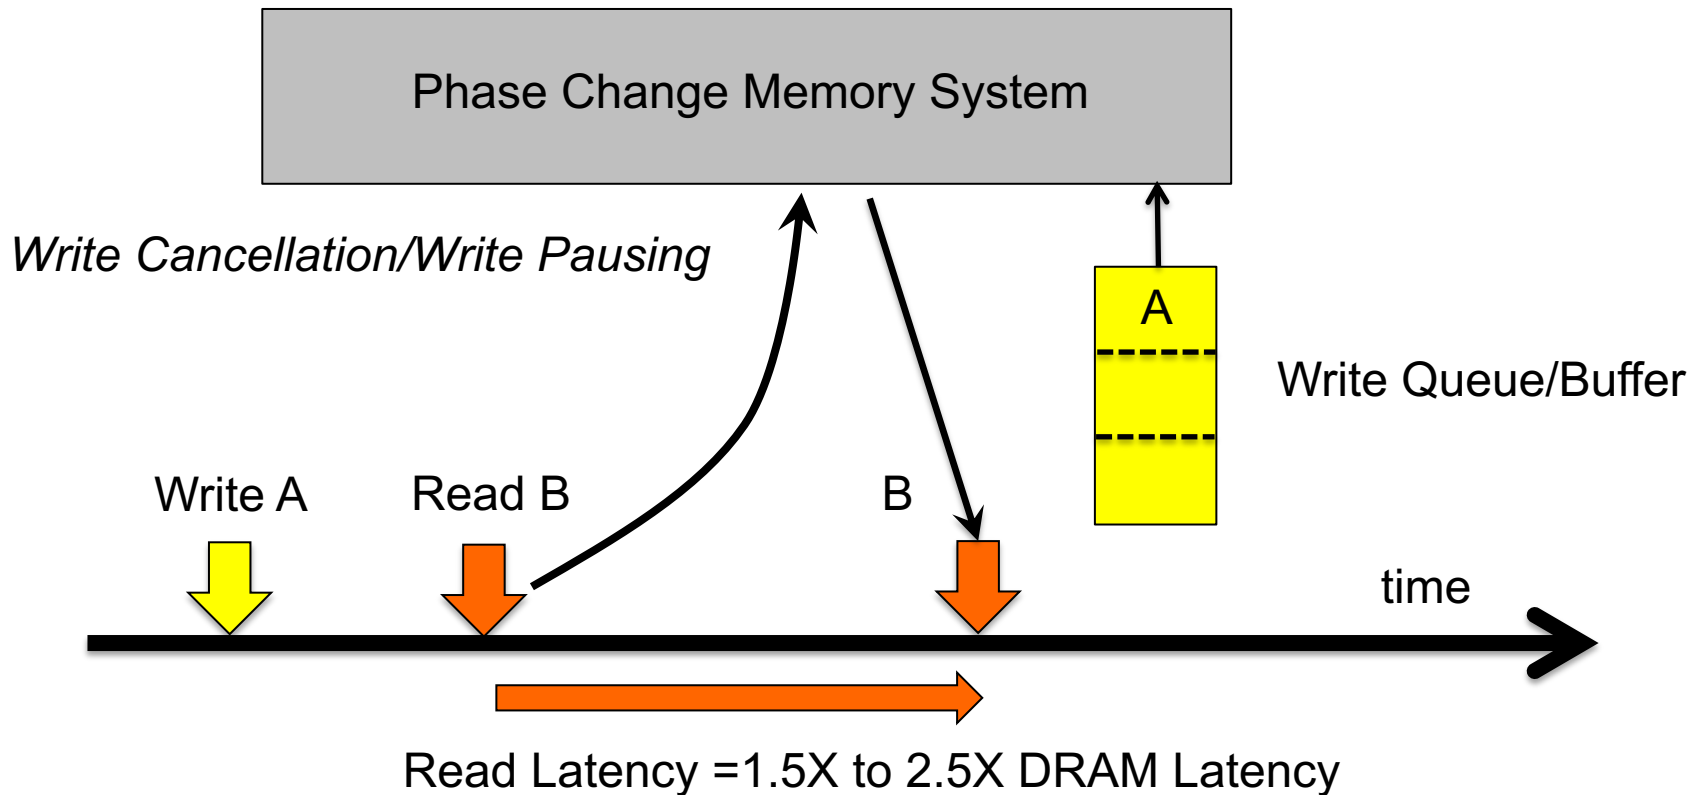 Phase Change Memory System
Write Cancellation/Write Pausing
A
Write Queue/Buffer
Write A
Read B
B
time
Read Latency =1.5X to 2.5X DRAM Latency